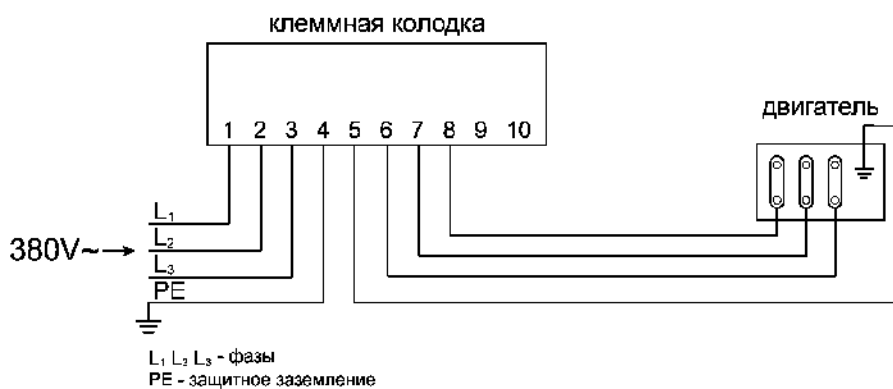 клеммная колодка
1 2 3 4 5 6 7 8 9 10
двигатель
L₁
380V~
L₂
L₃
PE
L₁ L₂ L₃ - фазы
PE - защитное заземление